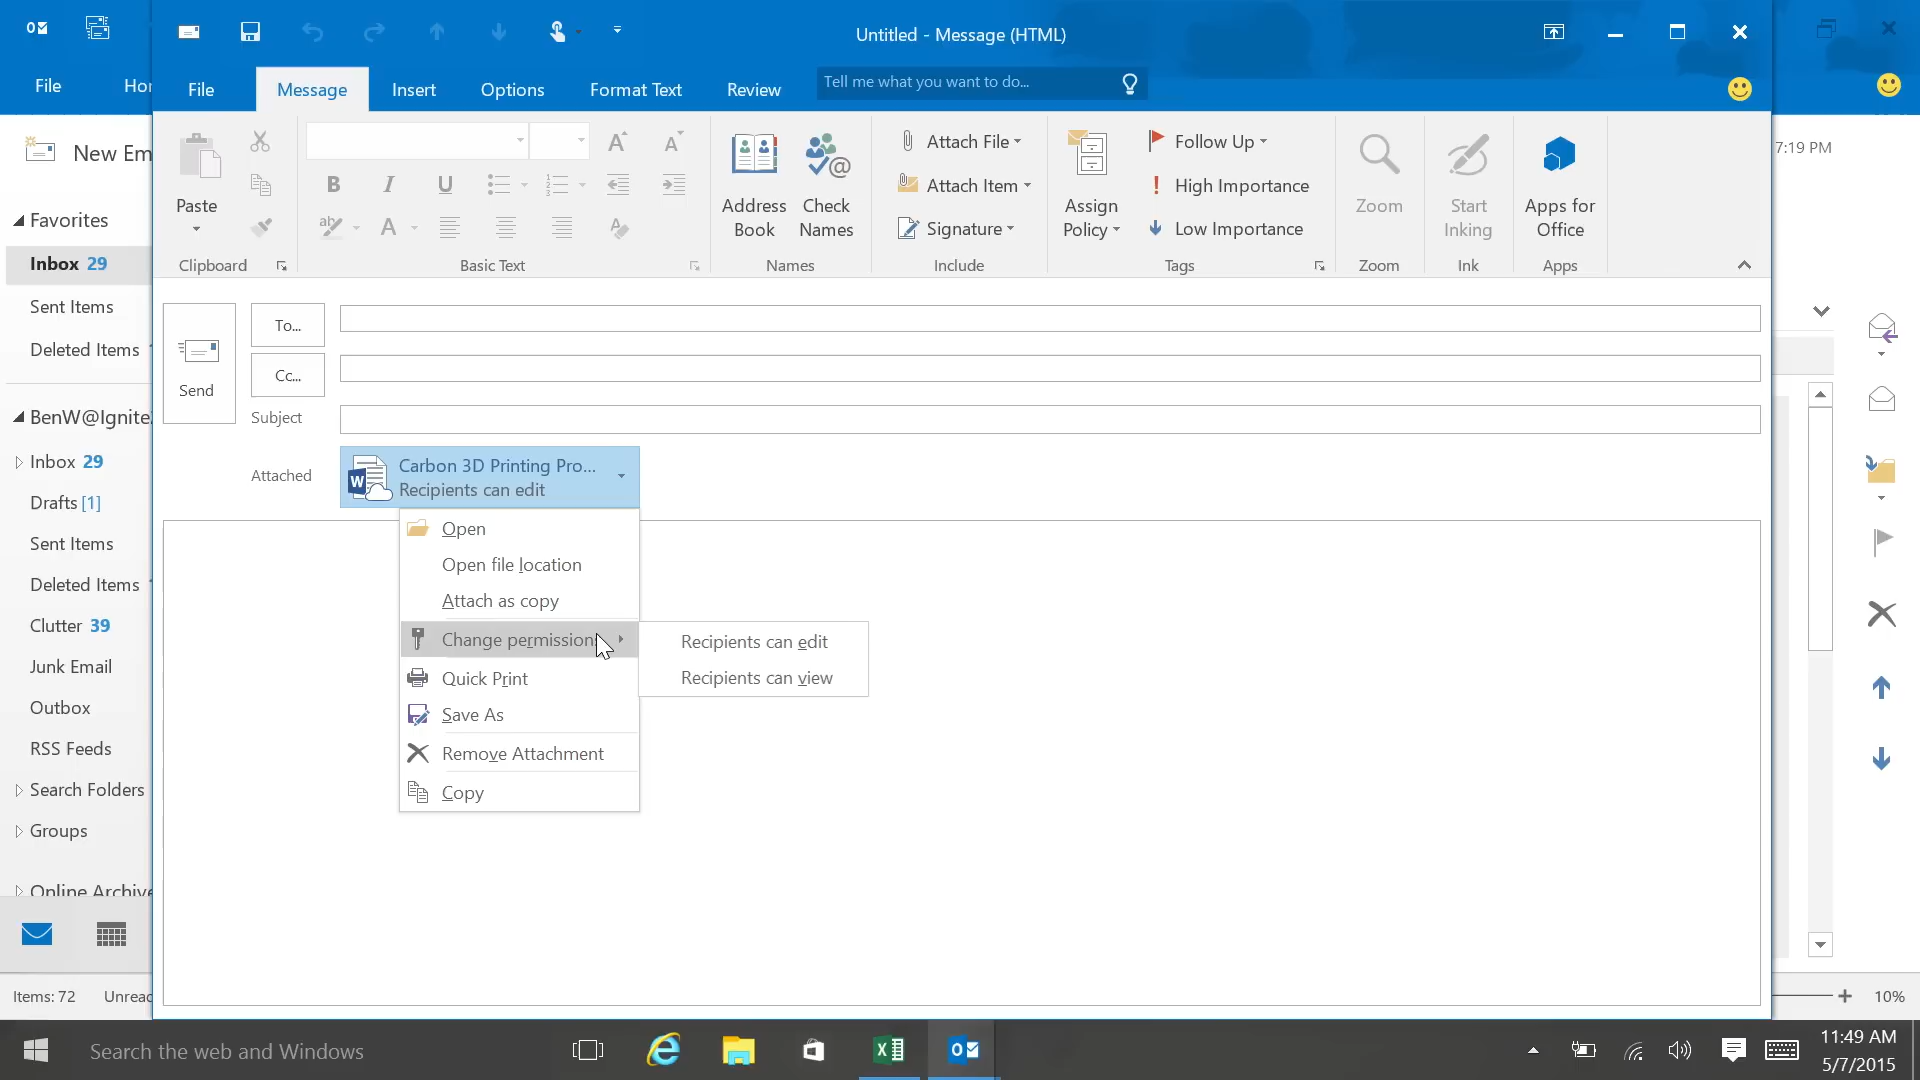 Untitled - Message (HTML)
File
Message
Insert
Options
Format Text
Review
Tell me what you want to do...
Paste
Clipboard
B I U
Basic Text
Address Book
Check Names
Names
Attach File
Attach Item
Signature
Include
Assign Policy
Follow Up
High Importance
Low Importance
Tags
Zoom
Zoom
Start Inking
Ink
Apps for Office
Apps
Send
To...
Cc...
Subject
Attached
Carbon 3D Printing Pro...
Recipients can edit
Open
Open file location
Attach as copy
Change permission
Recipients can edit
Recipients can view
Quick Print
Save As
Remove Attachment
Copy
File
New
Favorites
Inbox 29
Sent Items
Deleted Items
Inbox 29
Drafts [1]
Sent Items
Deleted Items
Clutter 39
Junk Email
Outbox
RSS Feeds
Search Folders
Groups
Online
Items: 72
7:19 PM
10%
Search the web and Windows
11:49 AM
5/7/2015